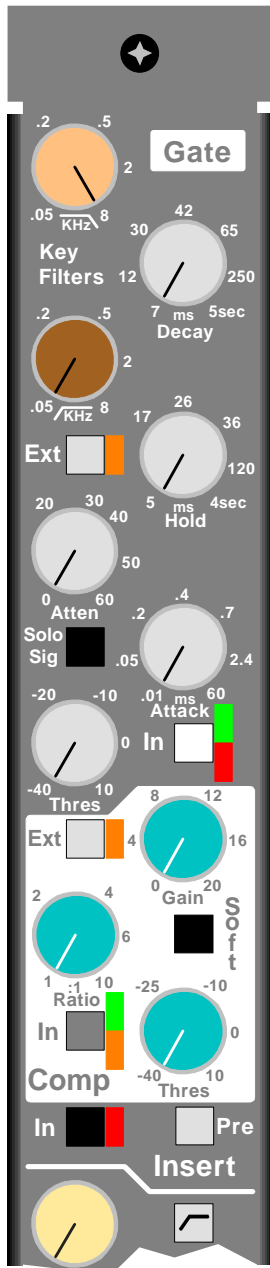 .2 .5
2
.05 KHz 8
Key
Filters
Gate
42
30 65
12 250
7 ms 5sec
Decay
.2 .5
2
.05 KHz 8
Ext
26
17 36
120
5 ms 4sec
Hold
30
20 40
50
0 60
Atten
Solo
Sig
.4
.2 .7
.05 2.4
.01 ms 60
Attack
In
-20 -10
0
-40 10
Thres
Ext
8 12
4 16
0 20
Gain
Soft
2 4
6
1 :1 10
Ratio
In
Comp
-25 -10
0
-40 10
Thres
In
Pre
Insert